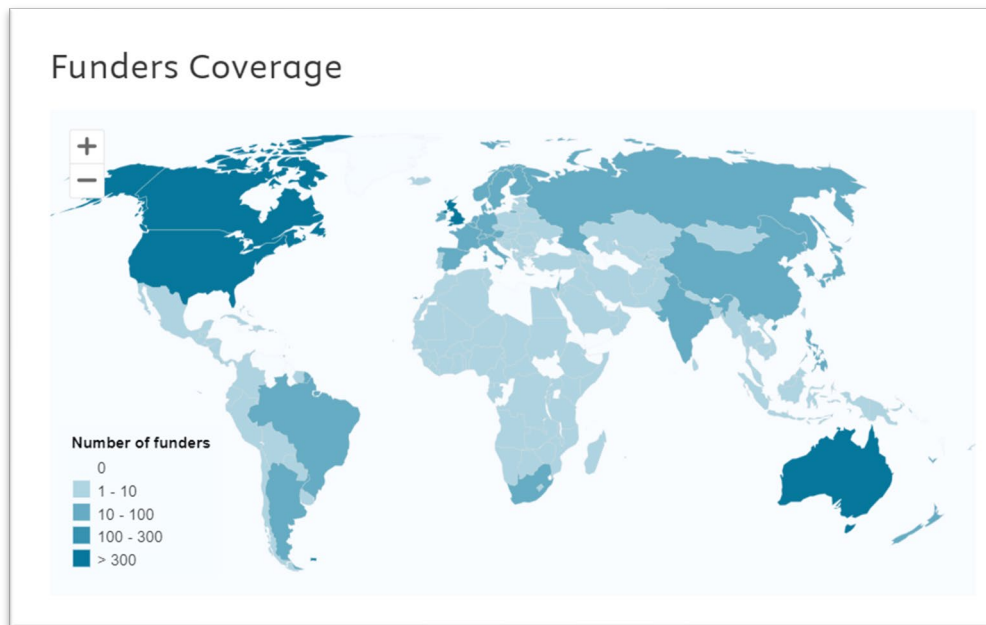 Funders Coverage
+
−
Number of funders
0
1 - 10
10 - 100
100 - 300
> 300